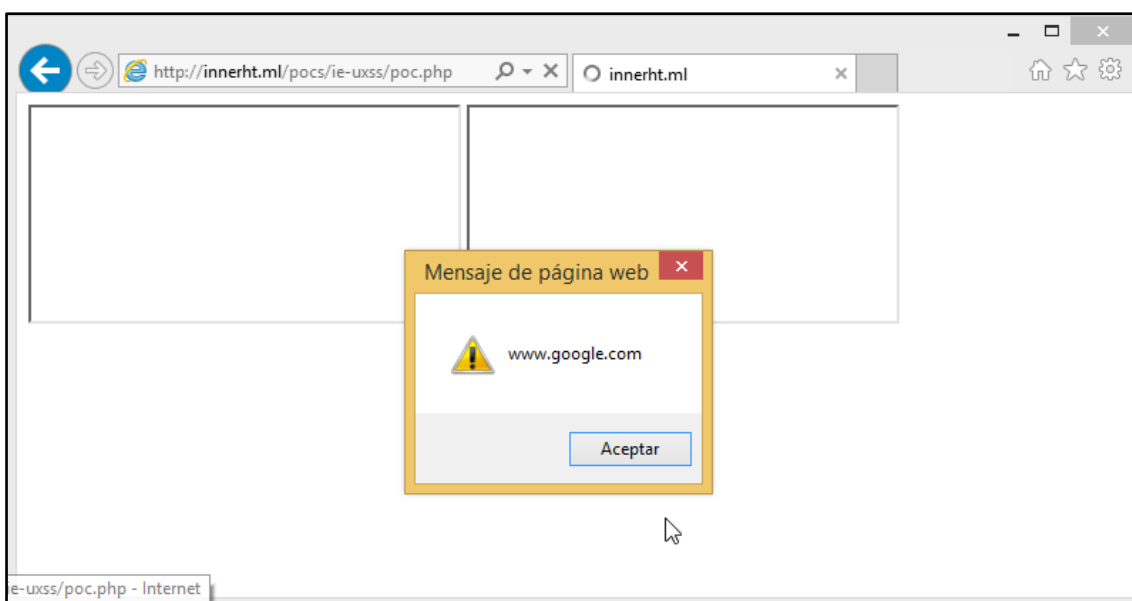 http://innerht.ml/pocs/ie-uxss/poc.php
innerht.ml
Mensaje de página web
www.google.com
Aceptar
ie-uxss/poc.php - Internet